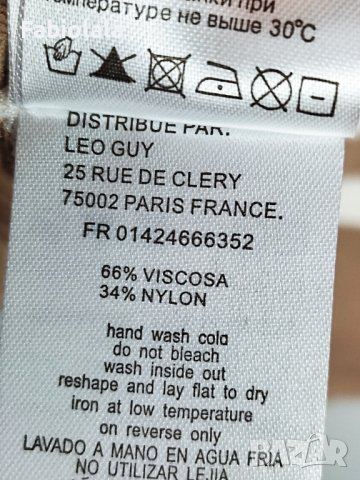 температуре не выше 30°C
DISTRIBUE PAR.
LEO GUY
25 RUE DE CLERY
75002 PARIS FRANCE.
FR 01424666352
66% VISCOSA
34% NYLON
hand wash cold
do not bleach
wash inside out
reshape and lay flat to dry
iron at low temperature
on reverse only
LAVADO A MANO EN AGUA FRIA
NO UTILIZAR LEJIA
BAZAR